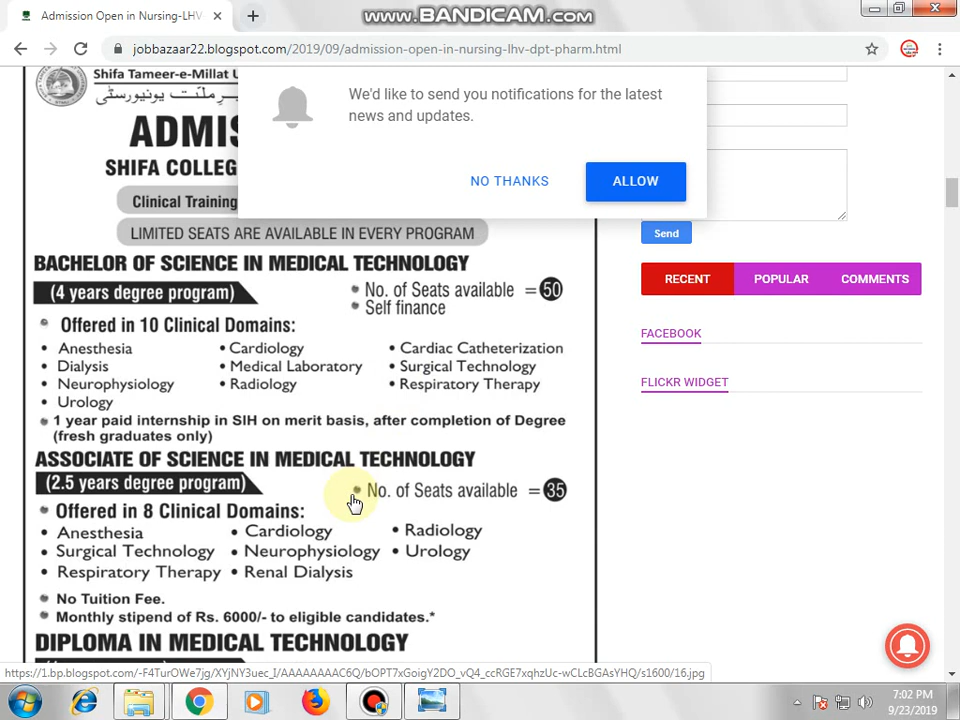 Admission Open in Nursing-LHV-
www.BANDICAM.com
jobbazaar22.blogspot.com/2019/09/admission-open-in-nursing-lhv-dpt-pharm.html
Shifa Tameer-e-Millat U
We'd like to send you notifications for the latest
news and updates.
NO THANKS
ALLOW
ADMIS
SHIFA COLLEG
Clinical Training
LIMITED SEATS ARE AVAILABLE IN EVERY PROGRAM
BACHELOR OF SCIENCE IN MEDICAL TECHNOLOGY
(4 years degree program)
• No. of Seats available = 50
• Self finance
• Offered in 10 Clinical Domains:
• Anesthesia • Cardiology • Cardiac Catheterization
• Dialysis • Medical Laboratory • Surgical Technology
• Neurophysiology • Radiology • Respiratory Therapy
• Urology
• 1 year paid internship in SIH on merit basis, after completion of Degree
(fresh graduates only)
ASSOCIATE OF SCIENCE IN MEDICAL TECHNOLOGY
(2.5 years degree program)
• No. of Seats available = 35
• Offered in 8 Clinical Domains:
• Anesthesia • Cardiology • Radiology
• Surgical Technology • Neurophysiology • Urology
• Respiratory Therapy • Renal Dialysis
• No Tuition Fee.
• Monthly stipend of Rs. 6000/- to eligible candidates.*
DIPLOMA IN MEDICAL TECHNOLOGY
Send
RECENT POPULAR COMMENTS
FACEBOOK
FLICKR WIDGET
https://1.bp.blogspot.com/-F4TurOWe7jg/XYjNY3uec_I/AAAAAAAAC6Q/bOPT7xGoigY2DO_vQ4_ccRGE7xqhzUc-wCLcBGAsYHQ/s1600/16.jpg
7:02 PM
9/23/2019